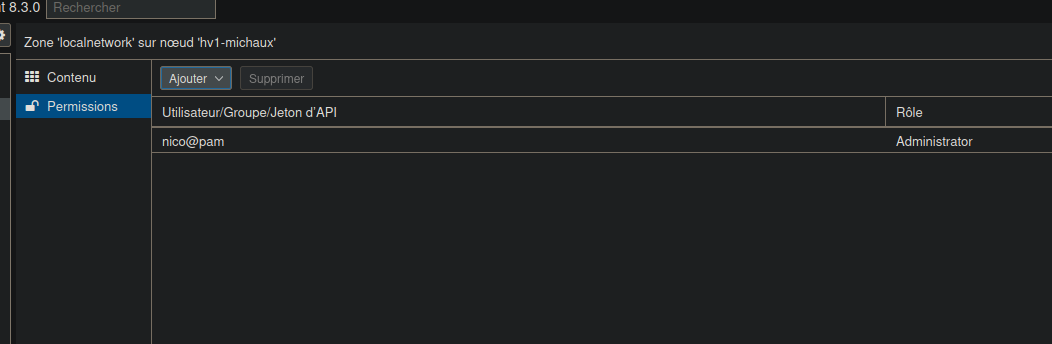 8.3.0 Rechercher
Zone 'localnetwork' sur nœud 'hv1-michaux'
Contenu
Ajouter Supprimer
Permissions
Utilisateur/Groupe/Jeton d'API Rôle
nico@pam Administrator